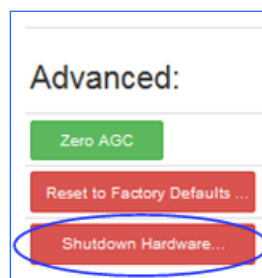 Advanced:
Zero AGC
Reset to Factory Defaults ...
Shutdown Hardware...